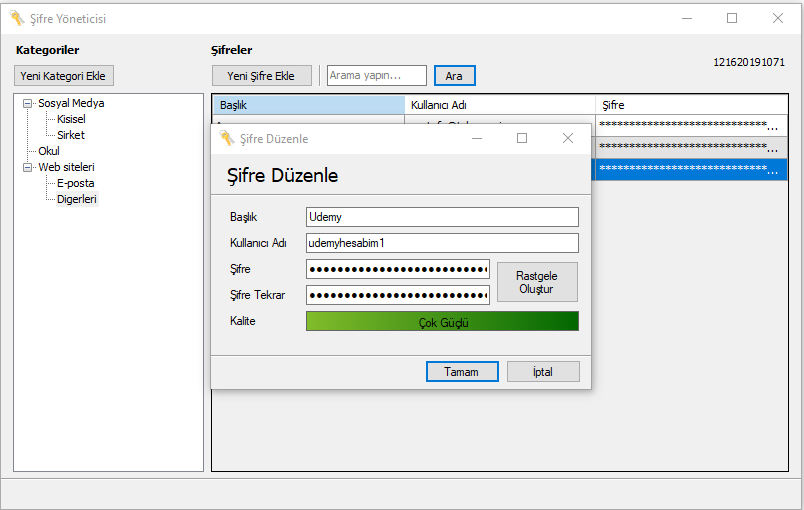 Şifre Yöneticisi
Kategoriler
Şifreler
121620191071
Yeni Kategori Ekle
Yeni Şifre Ekle
Arama yapın...
Ara
Sosyal Medya
Kisisel
Sirket
Okul
Web siteleri
E-posta
Digerleri
Başlık
Kullanıcı Adı
Şifre
****************************...
****************************...
****************************...
Şifre Düzenle
Şifre Düzenle
Başlık
Udemy
Kullanıcı Adı
udemyhesabim1
Şifre
Şifre Tekrar
Rastgele
Oluştur
Kalite
Çok Güçlü
Tamam
İptal